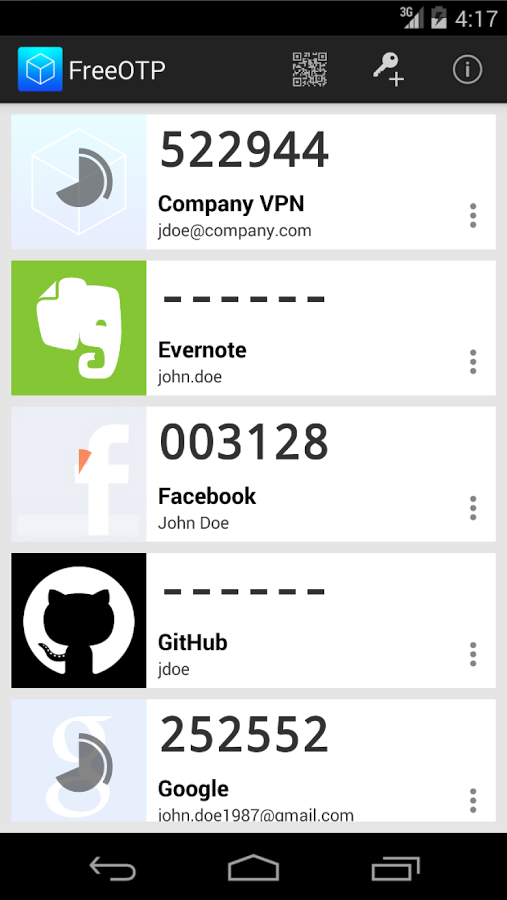 3G 4:17
FreeOTP
522944
Company VPN
jdoe@company.com
------
Evernote
john.doe
003128
Facebook
John Doe
------
GitHub
jdoe
252552
Google
john.doe1987@gmail.com